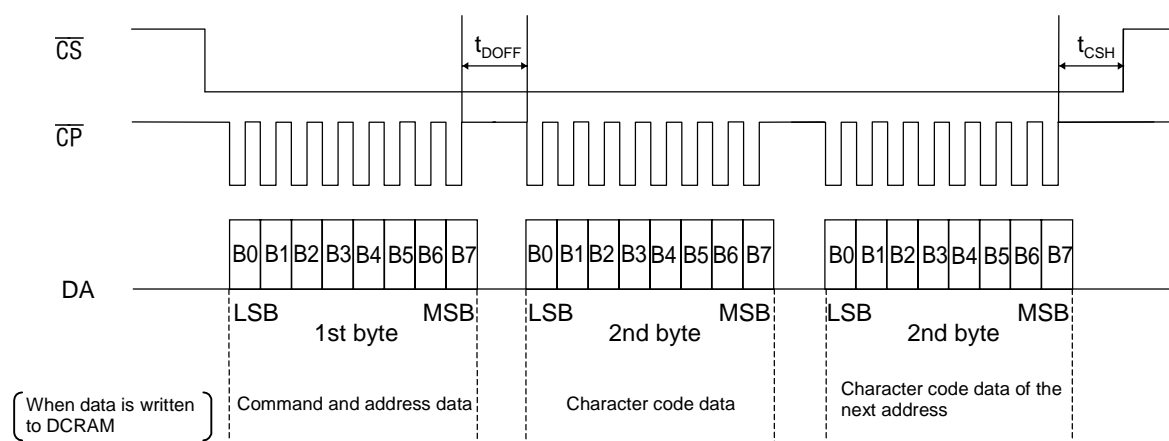 C̅S̅
tDOFF
tCSH
C̅P̅
DA
B0 B1 B2 B3 B4 B5 B6 B7
B0 B1 B2 B3 B4 B5 B6 B7
B0 B1 B2 B3 B4 B5 B6 B7
LSB MSB
1st byte
LSB MSB
2nd byte
LSB MSB
2nd byte
When data is written
to DCRAM
Command and address data
Character code data
Character code data of the
next address